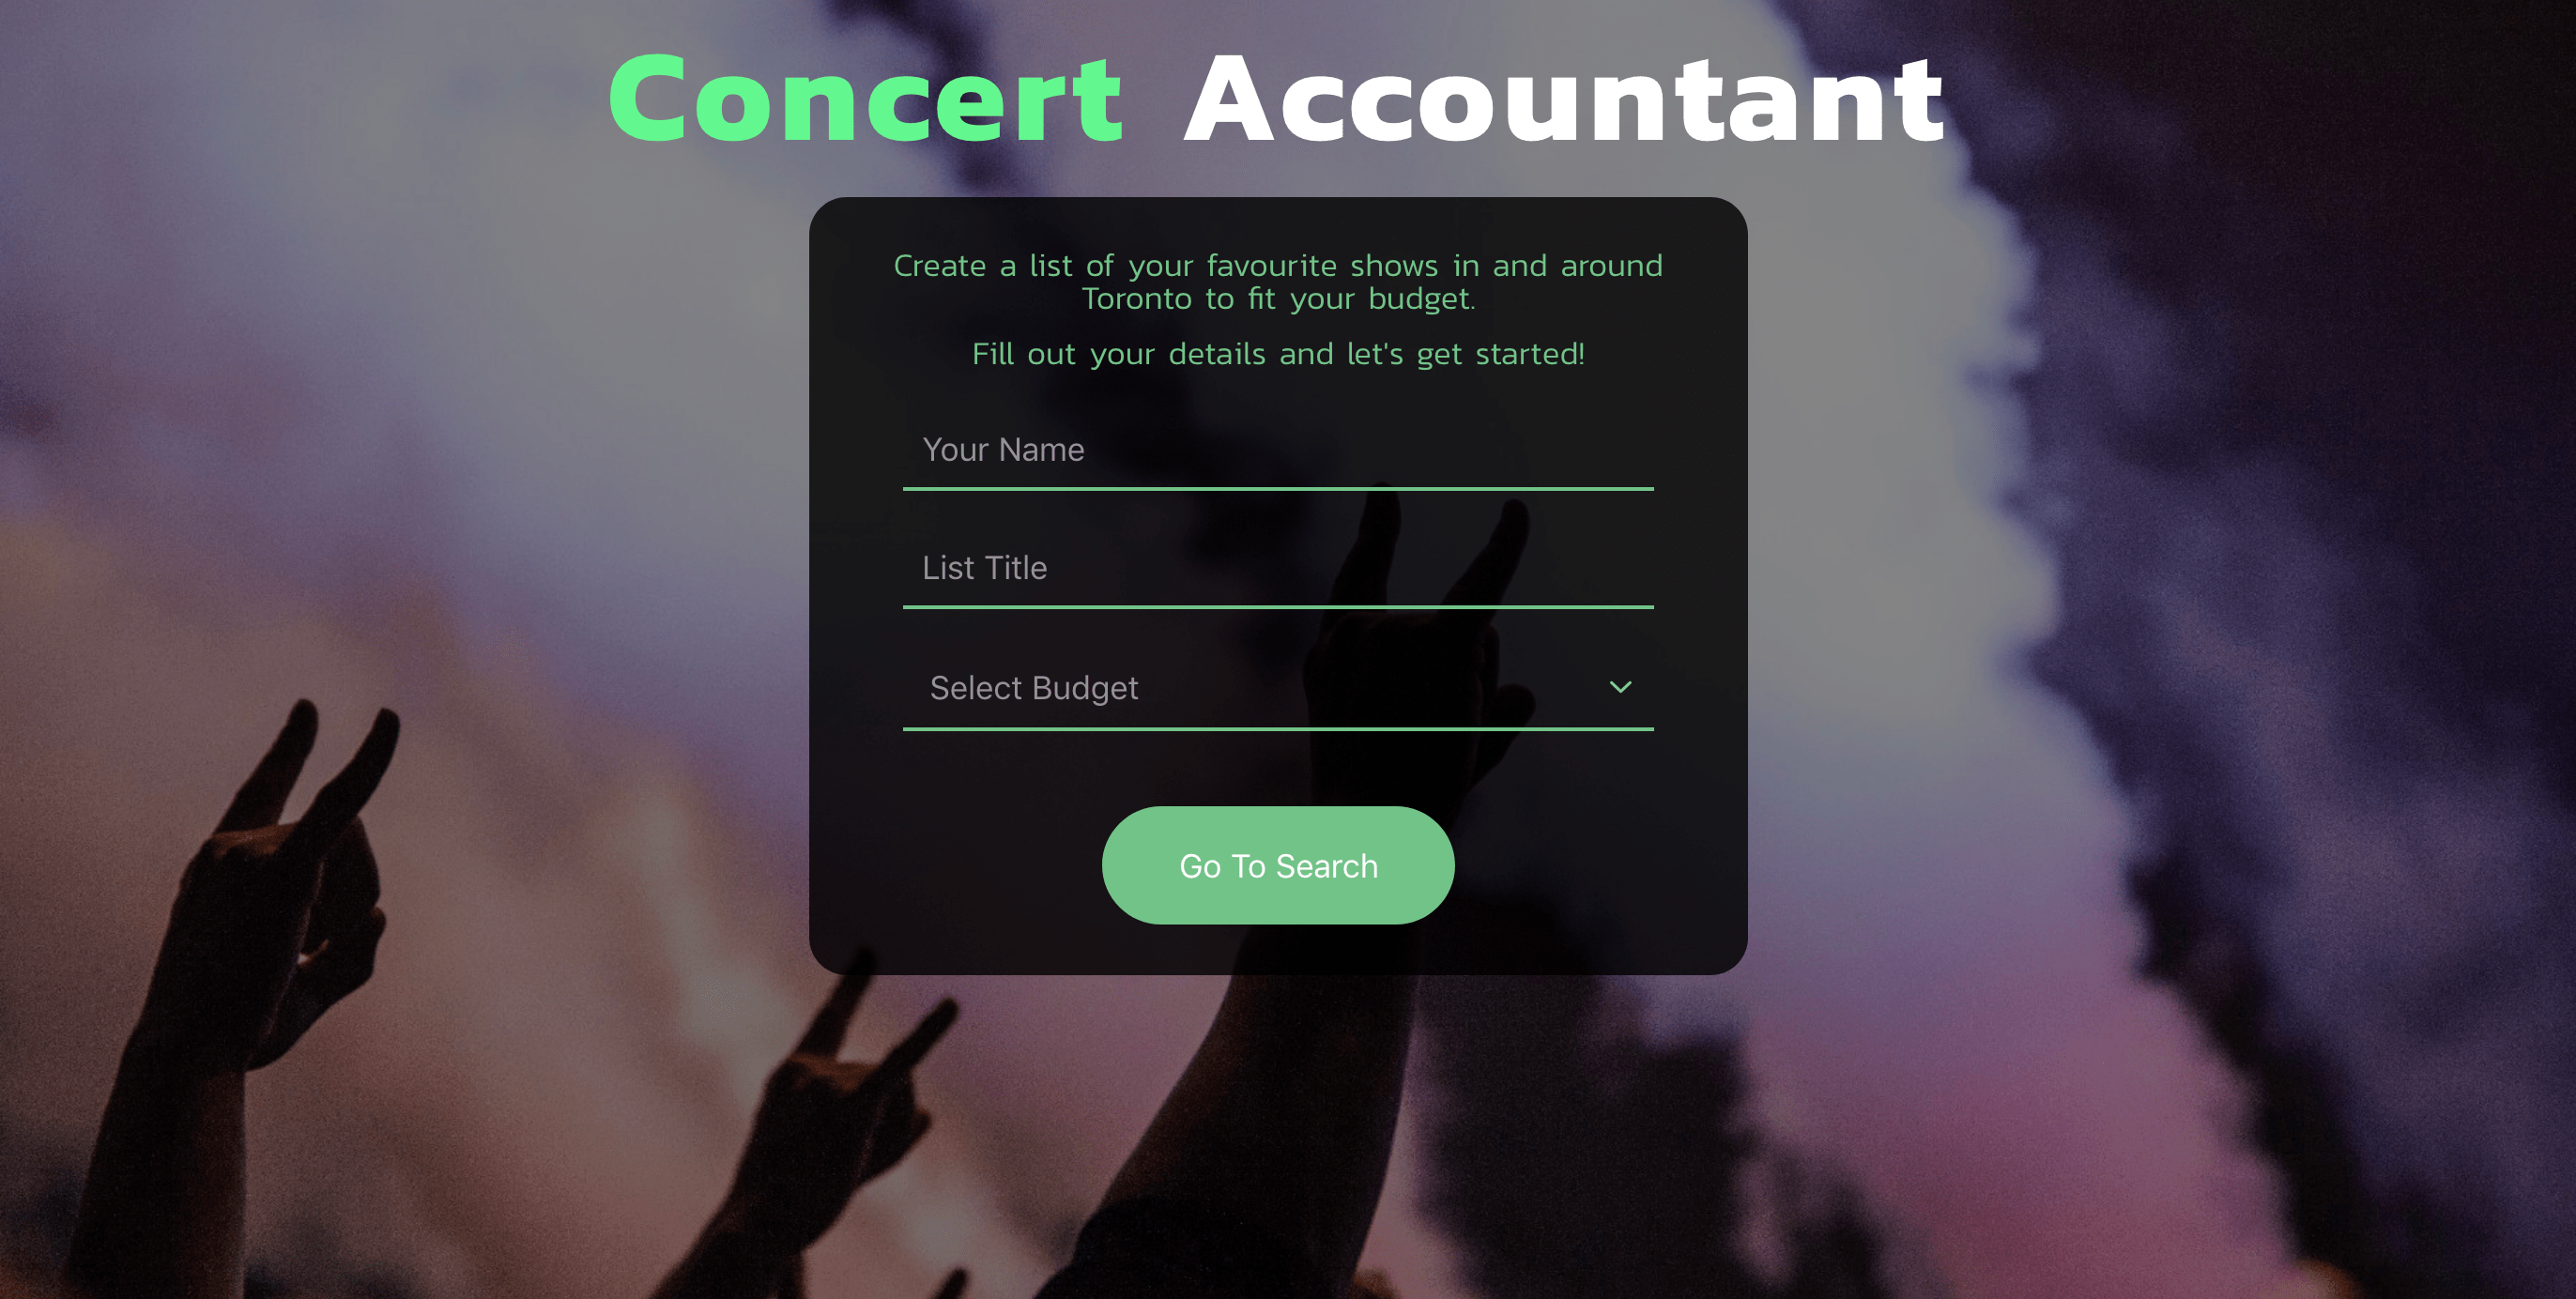 Concert Accountant
Create a list of your favourite shows in and around
Toronto to fit your budget.
Fill out your details and let's get started!
Your Name
List Title
Select Budget
Go To Search